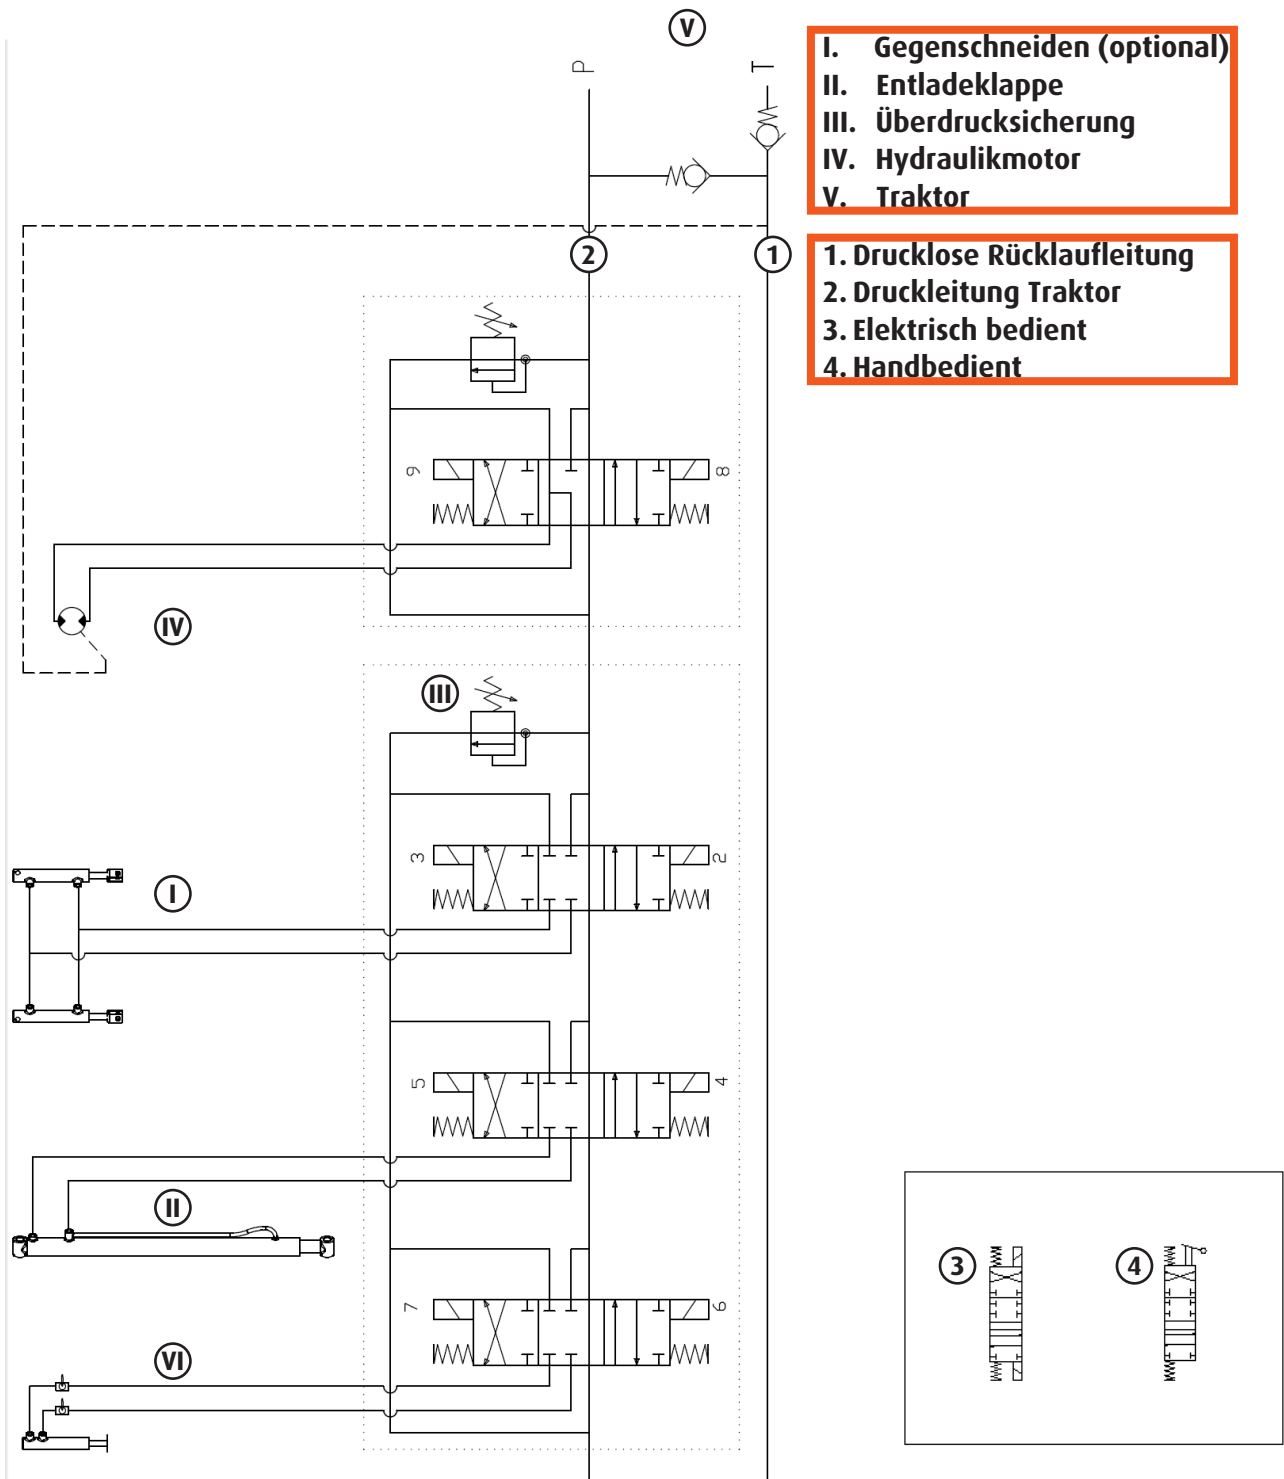 V
P
T
I. Gegenschneiden (optional)
II. Entladeklappe
III. Überdrucksicherung
IV. Hydraulikmotor
V. Traktor
2
1
1. Drucklose Rücklaufleitung
2. Druckleitung Traktor
3. Elektrisch bedient
4. Handbedient
9
8
IV
III
3
2
I
5
4
II
3
4
7
6
VI